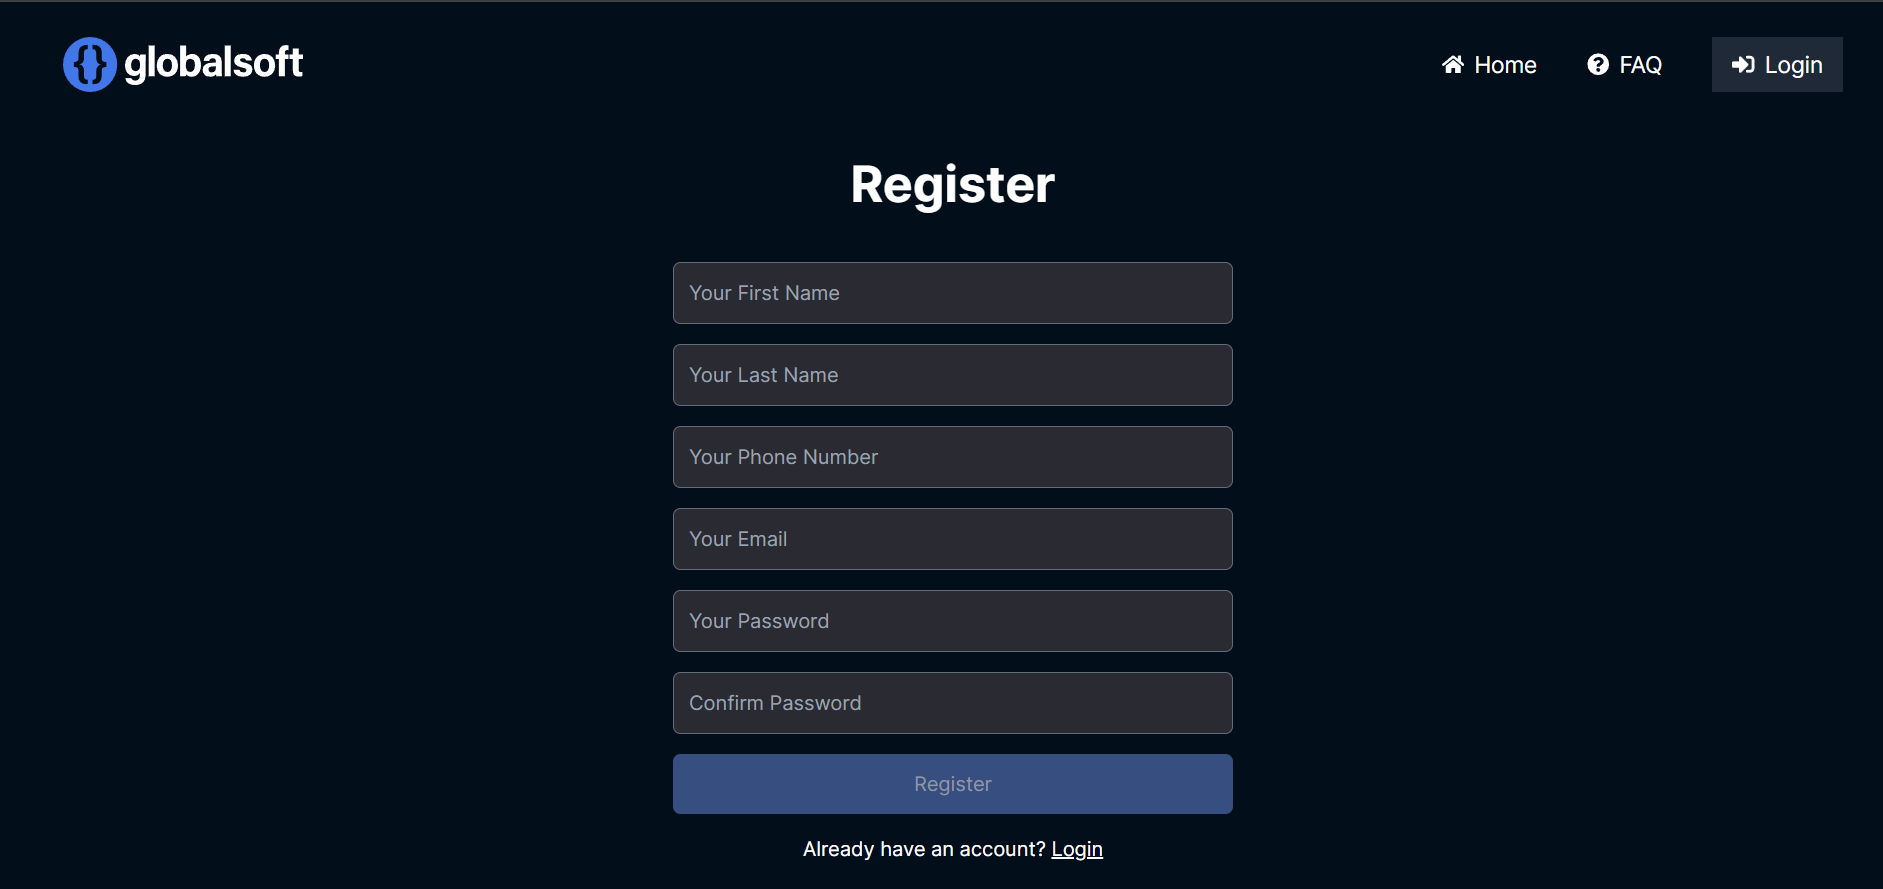 {} globalsoft
Home
FAQ
Login
Register
Your First Name
Your Last Name
Your Phone Number
Your Email
Your Password
Confirm Password
Register
Already have an account? Login